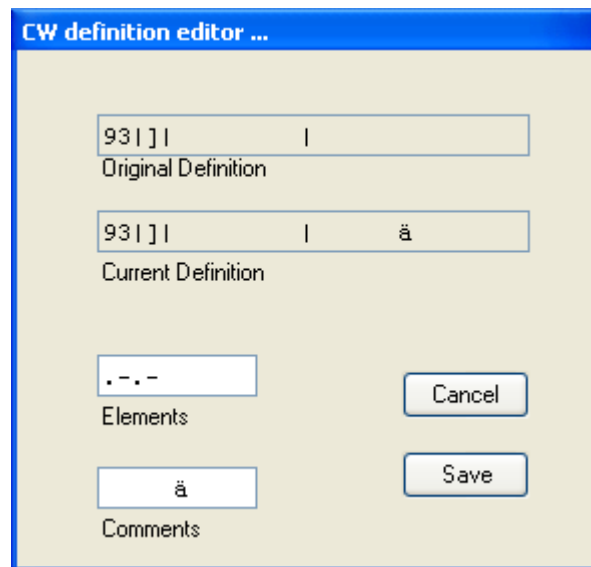 CW definition editor ...
93|]|          |
Original Definition
93|]|          |       ä
Current Definition
.-.-
Elements
Cancel
ä
Comments
Save